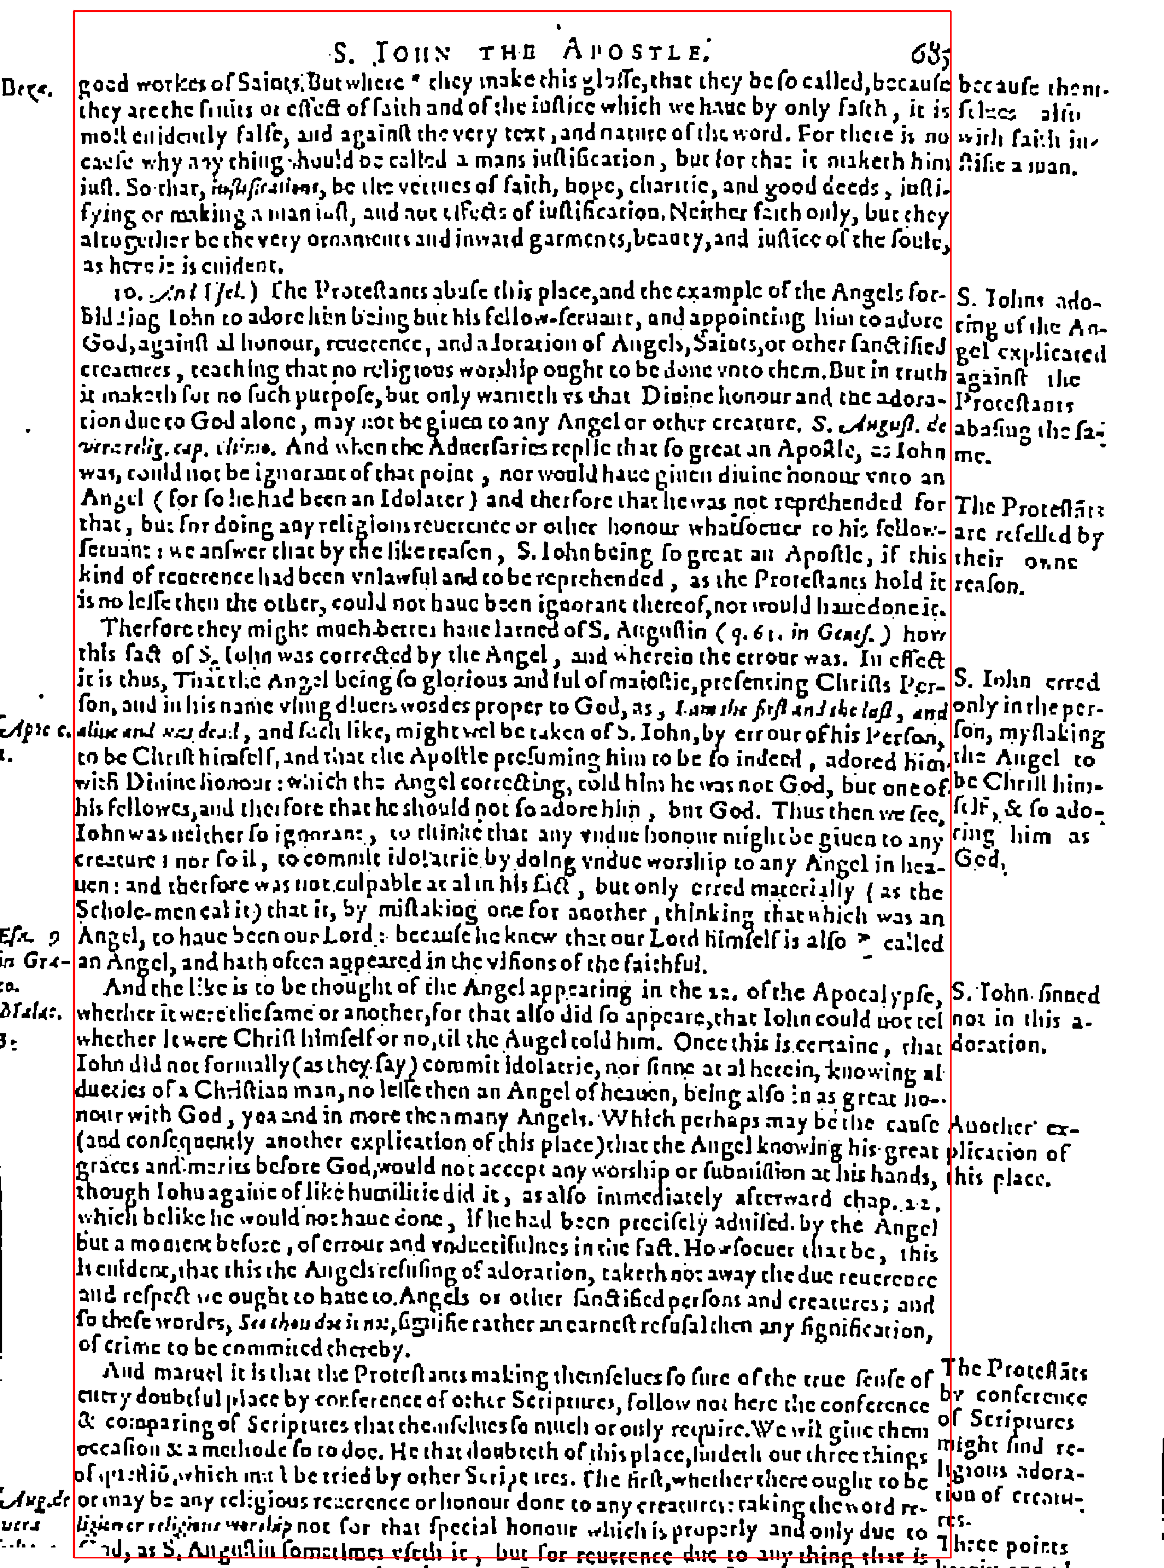 S. IOHN THE APOSTLE. 685
good workes of Saints. But where * they make this glosse, that they be so called, because
they are the fruits or effect of faith and of the iustice which we haue by only faith, it is
most euidently false, and against the very text, and nature of the word. For there is no
cause why any thing should be called a mans iustification, but for that it maketh him
iust. So that, iustifications, be the vertues of faith, hope, charitie, and good deeds, iusti-
fying or making a man iust, and not effects of iustification. Neither faith only, but they
altogether be the very ornaments and inward garments, beauty, and iustice of the soule,
as here it is euident.
10. And I fel.) The Protestants abuse this place, and the example of the Angels for-
bidding Iohn to adore him being but his fellow-seruant, and appointing him to adore
God, against al honour, reuerence, and adoration of Angels, Saints, or other sanctified
creatures, teaching that no religious worship ought to be done vnto them. But in truth
it maketh for no such purpose, but only warneth vs that Diuine honour and the adora-
tion due to God alone, may not be giuen to any Angel or other creature. S. August. de
vera relig. cap. vltimo. And when the Aduersaries replie that so great an Apostle, as Iohn
was, could not be ignorant of that point, nor would haue giuen diuine honour vnto an
Angel (for so he had been an Idolater) and therfore that he was not reprehended for
that, but for doing any religious reuerence or other honour whatsoeuer to his fellow-
seruant: we answer that by the like reason, S. Iohn being so great an Apostle, if this
kind of reuerence had been vnlawful and to be reprehended, as the Protestants hold it
is no lesse then the other, could not haue been ignorant thereof, nor would haue done it.
Therfore they might much better haue larned of S. Augustin (q. 61. in Genes.) how
this fact of S. Iohn was corrected by the Angel, and wherein the errour was. In effect
it is thus, That the Angel being so glorious and ful of maiestie, presenting Christs Per-
son, and in his name vsing diuers wordes proper to God, as, I am the first and the last, and
aliue and was dead, and such like, might wel be taken of S. Iohn, by errour of his Person,
to be Christ himself, and that the Apostle presuming him to be so indeed, adored him
with Diuine honour: which the Angel correcting, told him he was not God, but one of
his fellowes, and therfore that he should not so adore him, but God. Thus then we see,
Iohn was neither so ignorant, to thinke that any vndue honour might be giuen to any
creature; nor so il, to commit idolatrie by doing vndue worship to any Angel in hea-
uen: and therfore was not culpable at al in his fact, but only erred materially (as the
Schole-men cal it) that is, by mistaking one for another, thinking that which was an
Angel, to haue been our Lord: because he knew that our Lord himself is also * called
an Angel, and hath often appeared in the visions of the faithful.
And the like is to be thought of the Angel appearing in the 22. of the Apocalypse,
whether it were the same or another, for that also did so appeare, that Iohn could not tel
whether it were Christ himself or no, til the Angel told him. Once this is certaine, that
Iohn did not formally (as they say) commit idolatrie, nor sinne at al herein, knowing al
dueties of a Christian man, no lesse then an Angel of heauen, being also in as great ho-
nour with God, yea and in more then many Angels. Which perhaps may be the cause
(and consequently another explication of this place) that the Angel knowing his great
graces and merits before God, would not accept any worship or submission at his hands,
though Iohn againe of like humilitie did it, as also immediately afterward chap. 22.
which belike he would not haue done, if he had been precisely aduised by the Angel
but a moment before, of errour and vnduetifulnes in the fact. Howsoeuer that be, this
is euident, that this the Angels refusing of adoration, taketh not away the due reuerence
and respect we ought to haue to Angels or other sanctified persons and creatures; and
so these wordes, See thou doe it not, signifie rather an earnest refusal then any signification,
of crime to be commited thereby.
And maruel it is that the Protestants making themselues so sure of the true sense of
euery doubtful place by conference of other Scriptures, follow not here the conference
& comparing of Scriptures that themselues so much or only require. We wil giue them
occasion & a methode so to doe. He that doubteth of this place, findeth out three things
of questiõ, which must be tried by other Scriptures. The first, whether there ought to be
or may be any religious reuerence or honour done to any creatures: taking the word re-
ligion or religious worship not for that special honour which is properly and only due to
God, as S. Augustin sometimes vseth it, but for reuerence due to any thing that is
Beza.
Apoc. c.
1.
Esa. 9
in Græ-
co.
Malac.
3.
Aug. de
vera
because them-
selues also
with faith iu-
stifie a man.
S. Iohns ado-
ring of the An-
gel explicated
against the
Protestants
abusing the sa-
me.
The Protestãts
are refelled by
their owne
reason.
S. Iohn erred
only in the per-
son, mystaking
the Angel to
be Christ him-
self, & so ado-
ring him as
God.
S. Iohn sinned
not in this a-
doration.
Another ex-
plication of
this place.
The Protestãts
by conference
of Scriptures
might find re-
ligious adora-
tion of creatu-
res.
Three points